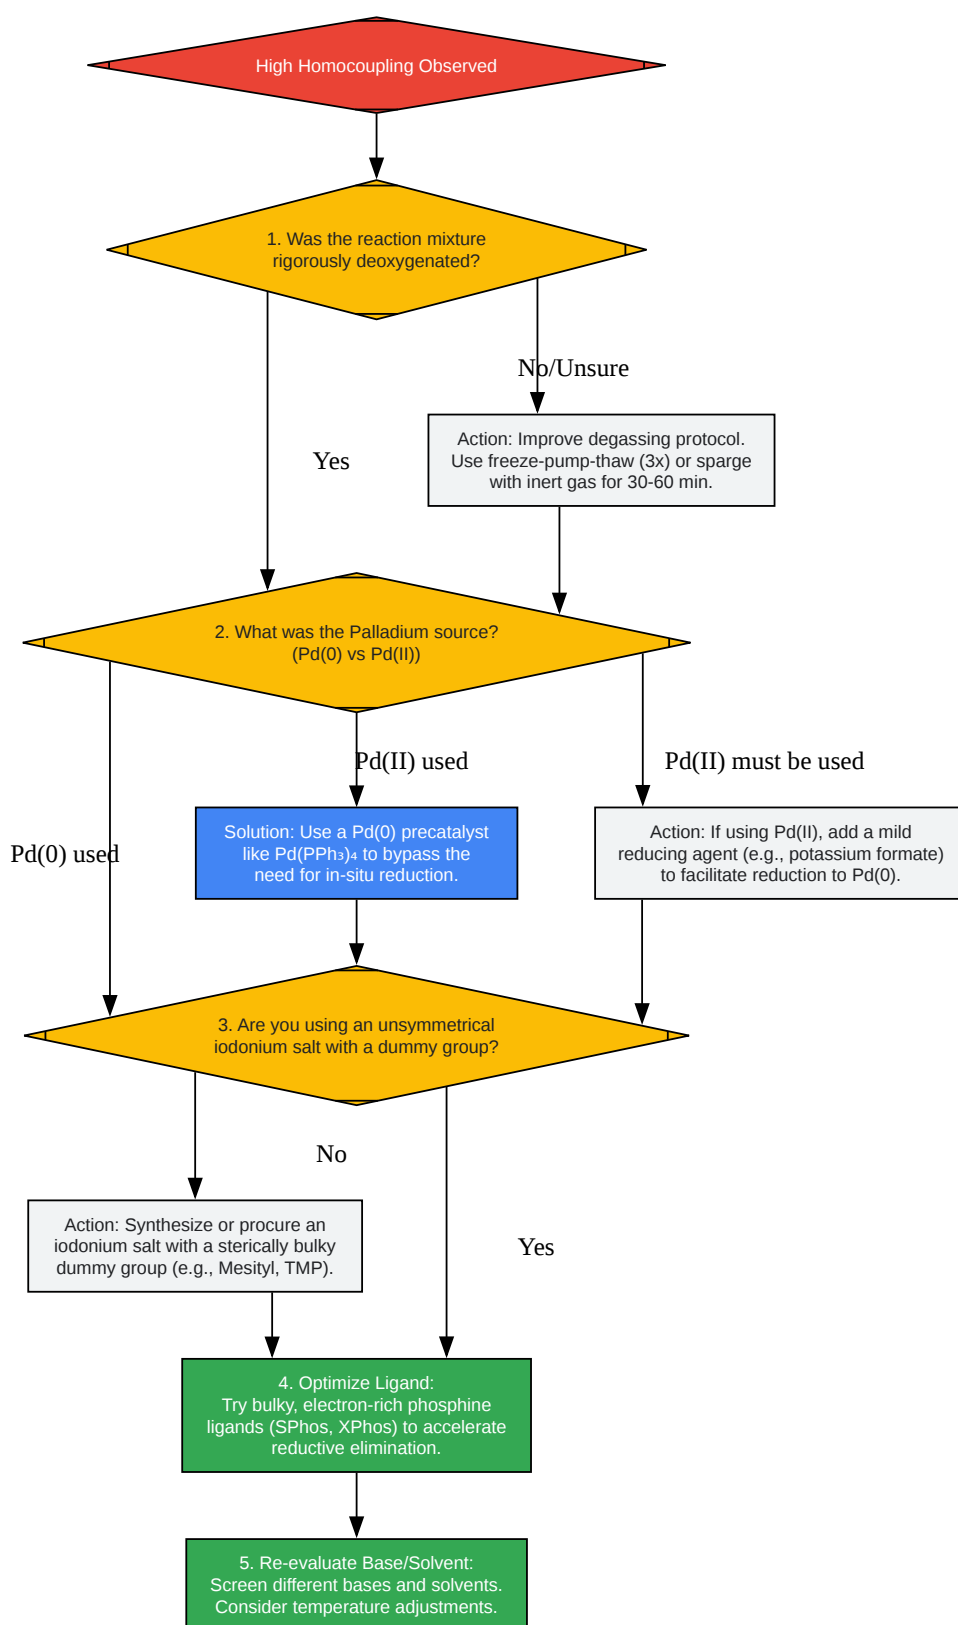 High Homocoupling Observed
1. Was the reaction mixture
rigorously deoxygenated?
No/Unsure
Action: Improve degassing protocol.
Use freeze-pump-thaw (3x) or sparge
with inert gas for 30-60 min.
Yes
2. What was the Palladium source?
(Pd(0) vs Pd(II))
Pd(II) used
Pd(II) must be used
Solution: Use a Pd(0) precatalyst
like Pd(PPh₃)₄ to bypass the
need for in-situ reduction.
Action: If using Pd(II), add a mild
reducing agent (e.g., potassium formate)
to facilitate reduction to Pd(0).
Pd(0) used
3. Are you using an unsymmetrical
iodonium salt with a dummy group?
No
Action: Synthesize or procure an
iodonium salt with a sterically bulky
dummy group (e.g., Mesityl, TMP).
Yes
4. Optimize Ligand:
Try bulky, electron-rich phosphine
ligands (SPhos, XPhos) to accelerate
reductive elimination.
5. Re-evaluate Base/Solvent:
Screen different bases and solvents.
Consider temperature adjustments.